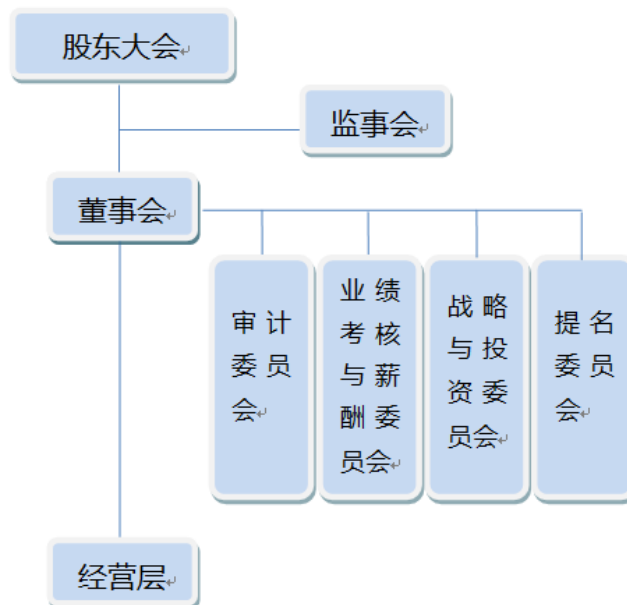 股东大会
监事会
董事会
审计
委员
会
业绩
考核
与薪
酬委
员会
战略
与投
资委
员会
提名
委员
会
经营层